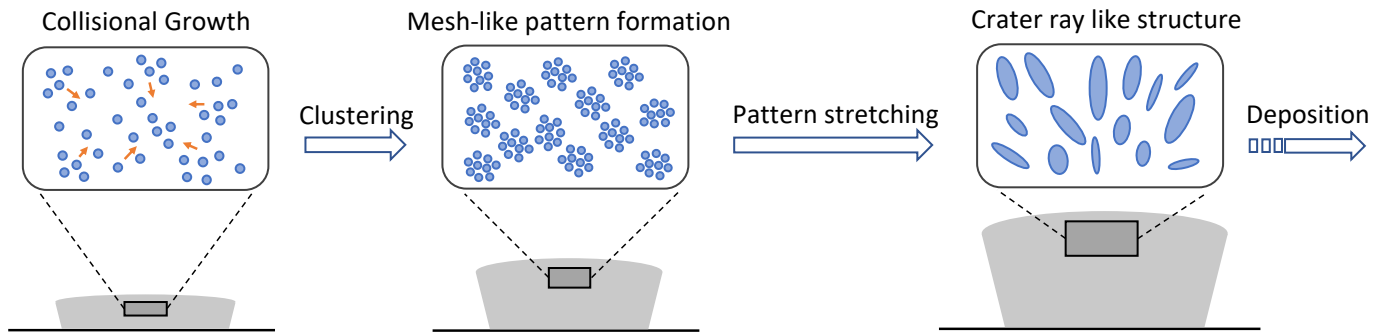 Collisional Growth
Mesh-like pattern formation
Crater ray like structure
Clustering
Pattern stretching
Deposition